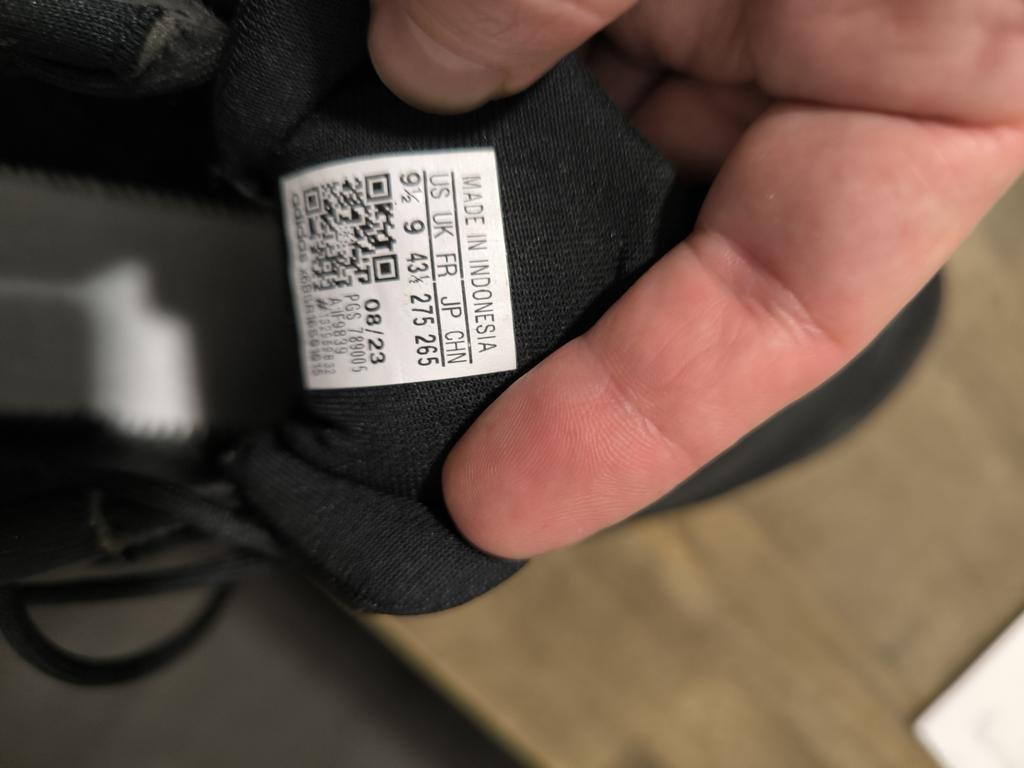 MADE IN INDONESIA
US UK FR JP CHN
9½ 9 43⅓ 275 265
08/23
PGS 789005
adidas